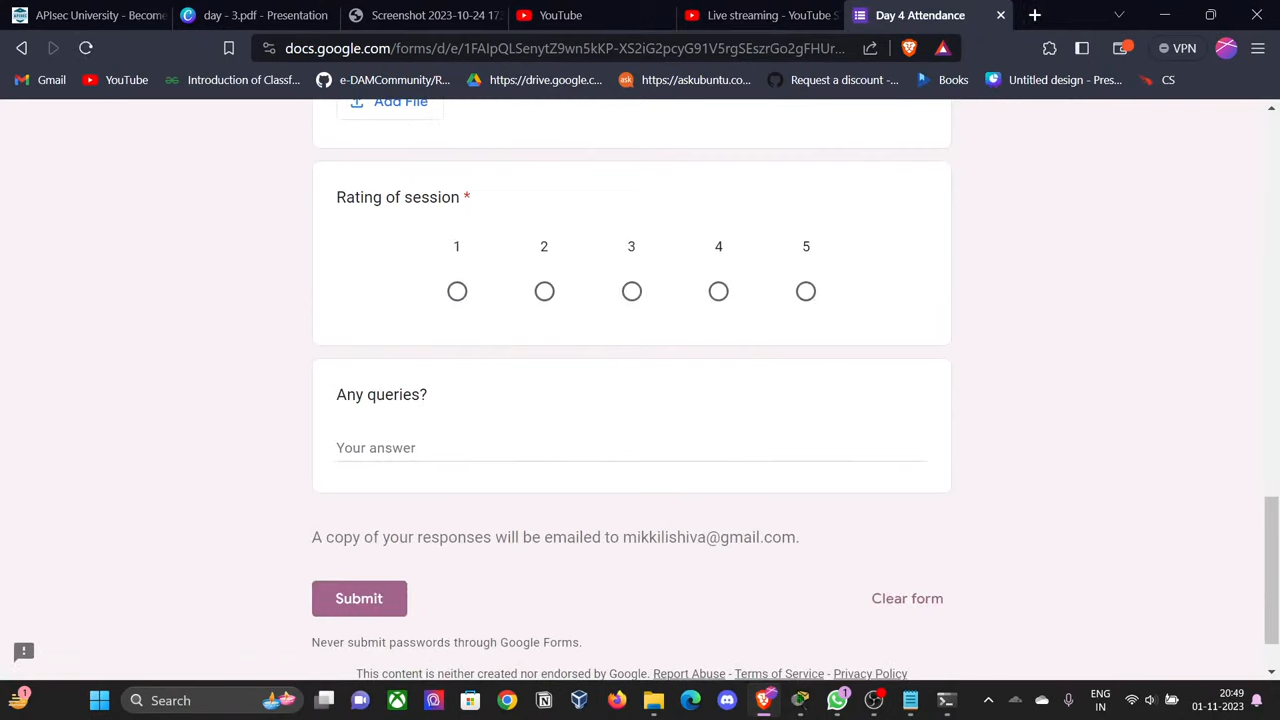 APIsec University - Become
day - 3.pdf - Presentation
Screenshot 2023-10-24 17:
YouTube
Live streaming - YouTube S
Day 4 Attendance
docs.google.com/forms/d/e/1FAIpQLSenytZ9wn5kKP-XS2iG2pcyG91V5rgSEszrGo2gFHUr...
VPN
Gmail
YouTube
Introduction of Classf...
e-DAMCommunity/R...
https://drive.google.c...
ask
https://askubuntu.co...
Request a discount -...
Books
Untitled design - Pres...
CS
Add File
Rating of session *
1 2 3 4 5
Any queries?
Your answer
A copy of your responses will be emailed to mikkilishiva@gmail.com.
Submit
Clear form
Never submit passwords through Google Forms.
This content is neither created nor endorsed by Google. Report Abuse - Terms of Service - Privacy Policy
1
Search
ENG
IN
20:49
01-11-2023